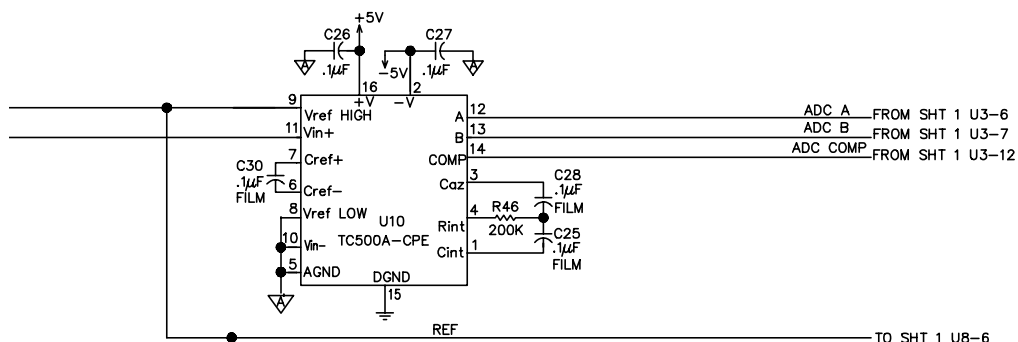 +5V
C26
.1µF
A
C27
.1µF
A
-5V
16
+V
2
-V
9
Vref HIGH
11
Vin+
7
Cref+
C30
.1µF
FILM
6
Cref-
8
Vref LOW
10
Vin-
5
AGND
A
U10
TC500A-CPE
DGND
15
A
12
ADC A
FROM SHT 1 U3-6
B
13
ADC B
FROM SHT 1 U3-7
COMP
14
ADC COMP
FROM SHT 1 U3-12
Caz
3
C28
.1µF
FILM
Rint
4
R46
200K
C25
.1µF
FILM
Cint
1
REF
TO SHT 1 U8-6